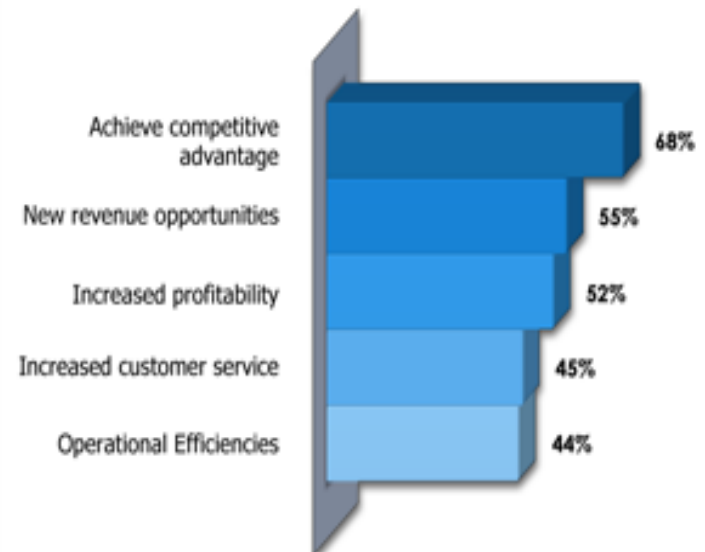 Achieve competitive
advantage
68%
New revenue opportunities
55%
Increased profitability
52%
Increased customer service
45%
Operational Efficiencies
44%